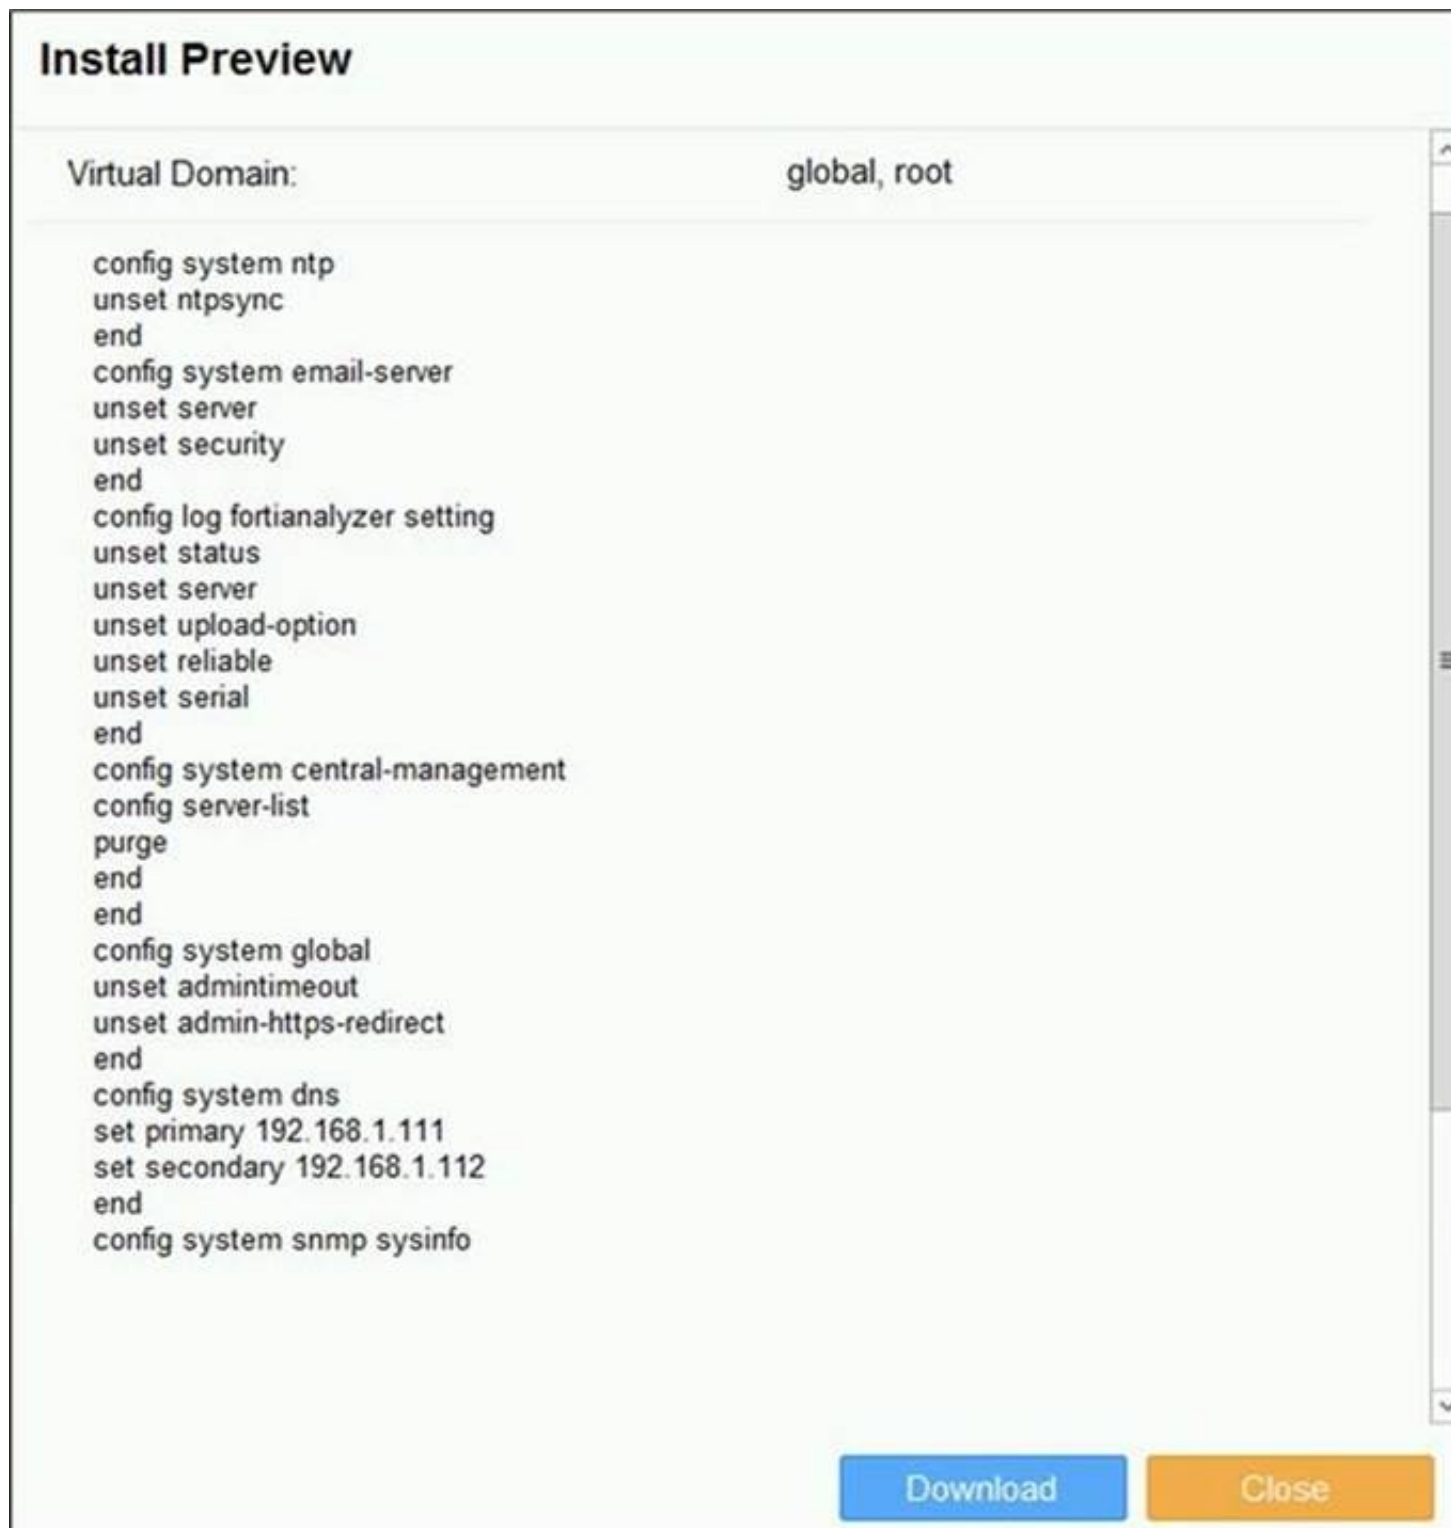 Install Preview
Virtual Domain: global, root
config system ntp
unset ntpsync
end
config system email-server
unset server
unset security
end
config log fortianalyzer setting
unset status
unset server
unset upload-option
unset reliable
unset serial
end
config system central-management
config server-list
purge
end
end
config system global
unset admintimeout
unset admin-https-redirect
end
config system dns
set primary 192.168.1.111
set secondary 192.168.1.112
end
config system snmp sysinfo
Download Close